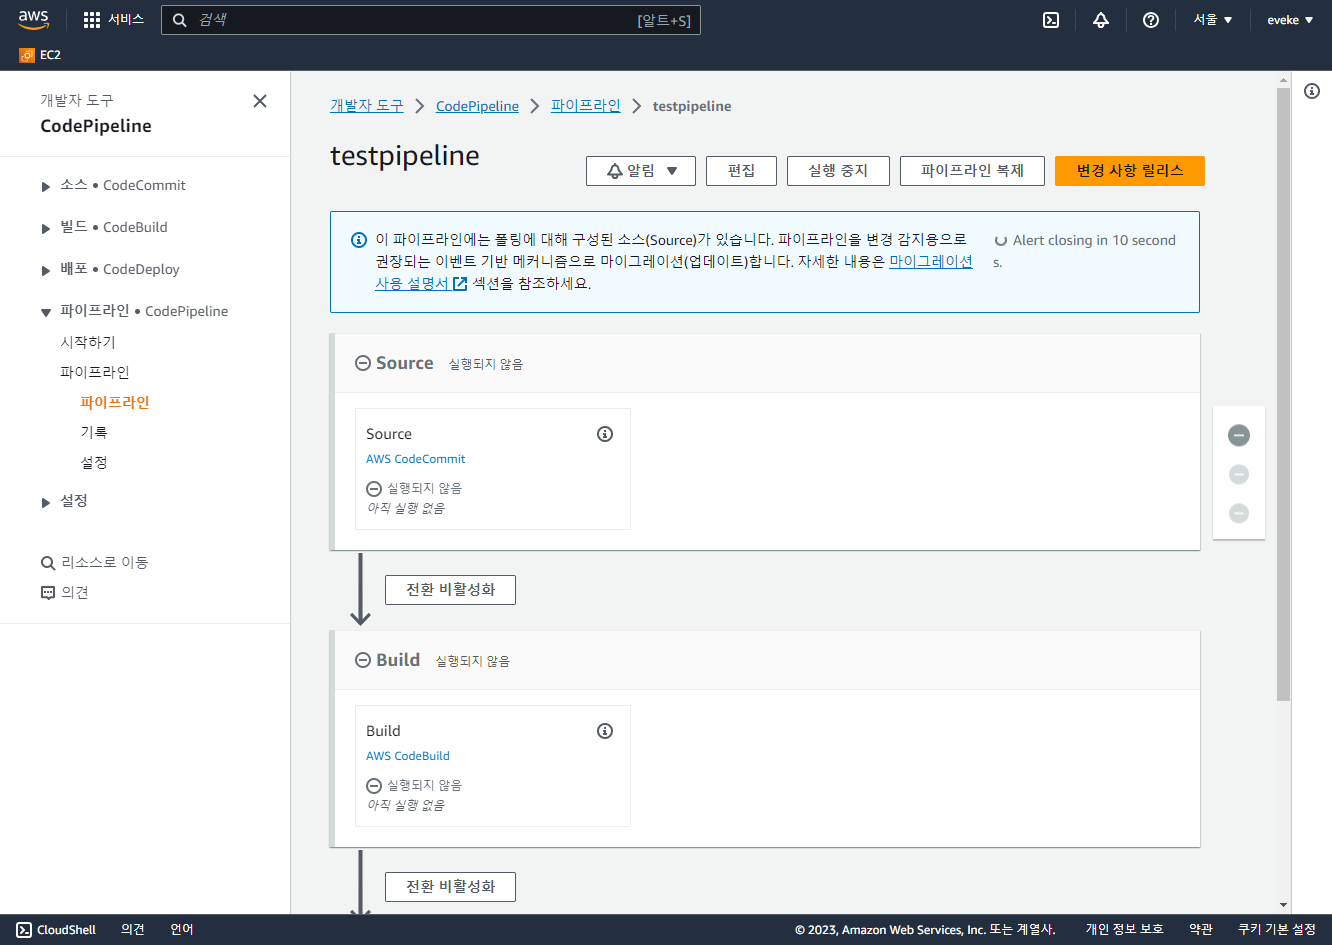 aws
서비스
검색
[알트+S]
서울 ▼
eveke ▼
EC2
개발자 도구
CodePipeline
소스 • CodeCommit
빌드 • CodeBuild
배포 • CodeDeploy
파이프라인 • CodePipeline
시작하기
파이프라인
파이프라인
기록
설정
설정
리소스로 이동
의견
개발자 도구 > CodePipeline > 파이프라인 > testpipeline
testpipeline
알림 ▼
편집
실행 중지
파이프라인 복제
변경 사항 릴리스
이 파이프라인에는 폴링에 대해 구성된 소스(Source)가 있습니다. 파이프라인을 변경 감지용으로
권장되는 이벤트 기반 메커니즘으로 마이그레이션(업데이트)합니다. 자세한 내용은 마이그레이션
사용 설명서 섹션을 참조하세요.
Alert closing in 10 second
s.
Source 실행되지 않음
Source
AWS CodeCommit
실행되지 않음
아직 실행 없음
전환 비활성화
Build 실행되지 않음
Build
AWS CodeBuild
실행되지 않음
아직 실행 없음
전환 비활성화
CloudShell
의견
언어
© 2023, Amazon Web Services, Inc. 또는 계열사.
개인 정보 보호
약관
쿠키 기본 설정